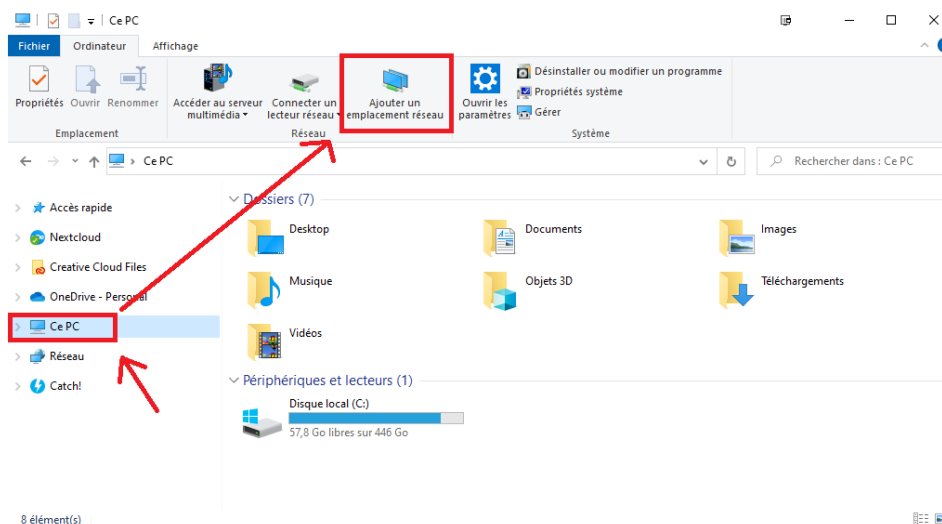 Ce PC
Fichier Ordinateur Affichage
Propriétés Ouvrir Renommer
Accéder au serveur
multimédia
Connecter un
lecteur réseau
Ajouter un
emplacement réseau
Ouvrir les
paramètres
Désinstaller ou modifier un programme
Propriétés système
Gérer
Emplacement Réseau Système
Ce PC
Rechercher dans : Ce PC
Accès rapide
Nextcloud
Creative Cloud Files
OneDrive - Personal
Ce PC
Réseau
Catch!
Dossiers (7)
Desktop Documents Images
Musique Objets 3D Téléchargements
Vidéos
Périphériques et lecteurs (1)
Disque local (C:)
57,8 Go libres sur 446 Go
8 élément(s)